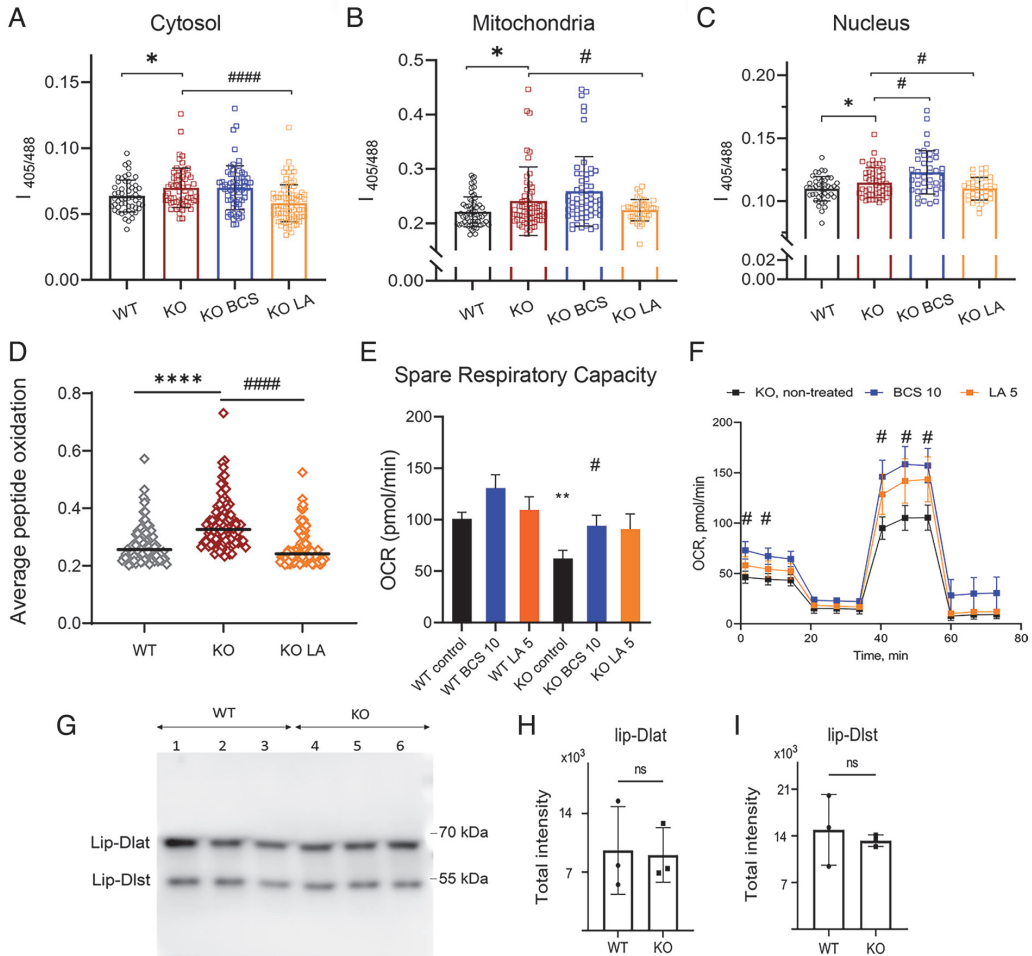 A
Cytosol
I 405/488
0.15
0.10
0.05
0.00
*
####
WT
KO
KO BCS
KO LA
B
Mitochondria
I 405/488
0.5
0.4
0.3
0.2
0.00
*
#
WT
KO
KO BCS
KO LA
C
Nucleus
I 405/488
0.20
0.15
0.10
0.02
0.00
*
#
#
WT
KO
KO BCS
KO LA
D
Average peptide oxidation
0.8
0.6
0.4
0.2
0.0
****
####
WT
KO
KO LA
E
Spare Respiratory Capacity
OCR (pmol/min)
200
150
100
50
0
**
#
WT control
WT BCS 10
WT LA 5
KO control
KO BCS 10
KO LA 5
F
KO, non-treated
BCS 10
LA 5
OCR, pmol/min
200
150
100
50
0
# #
# # #
0 20 40 60 80
Time, min
G
WT KO
1 2 3 4 5 6
Lip-Dlat
Lip-Dlst
70 kDa
55 kDa
H
lip-Dlat
x10³
Total intensity
14
7
ns
WT KO
I
lip-Dlst
x10³
Total intensity
21
14
7
ns
WT KO